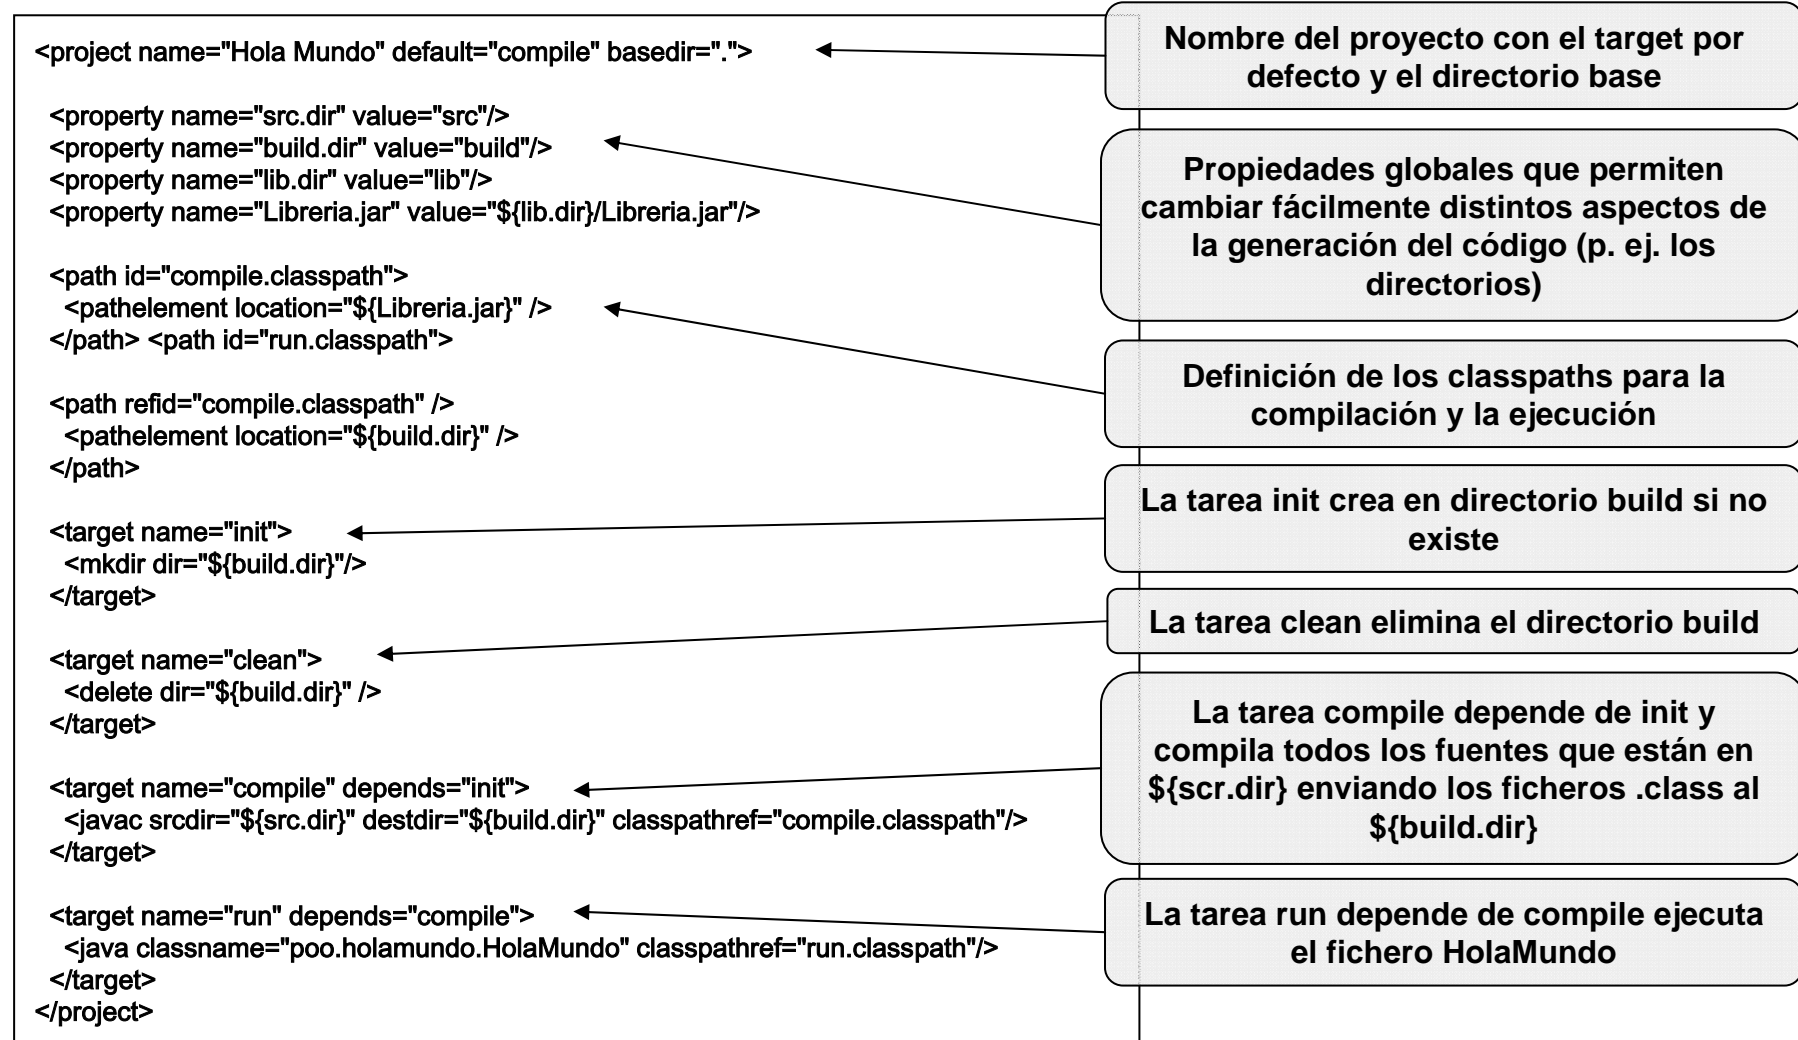 <project name="Hola Mundo" default="compile" basedir=".">
<property name="src.dir" value="src"/>
<property name="build.dir" value="build"/>
<property name="lib.dir" value="lib"/>
<property name="Libreria.jar" value="${lib.dir}/Libreria.jar"/>
<path id="compile.classpath">
<pathelement location="${Libreria.jar}" />
</path> <path id="run.classpath">
<path refid="compile.classpath" />
<pathelement location="${build.dir}" />
</path>
<target name="init">
<mkdir dir="${build.dir}"/>
</target>
<target name="clean">
<delete dir="${build.dir}" />
</target>
<target name="compile" depends="init">
<javac srcdir="${src.dir}" destdir="${build.dir}" classpathref="compile.classpath"/>
</target>
<target name="run" depends="compile">
<java classname="poo.holamundo.HolaMundo" classpathref="run.classpath"/>
</target>
</project>
Nombre del proyecto con el target por
defecto y el directorio base
Propiedades globales que permiten
cambiar fácilmente distintos aspectos de
la generación del código (p. ej. los
directorios)
Definición de los classpaths para la
compilación y la ejecución
La tarea init crea en directorio build si no
existe
La tarea clean elimina el directorio build
La tarea compile depende de init y
compila todos los fuentes que están en
${scr.dir} enviando los ficheros .class al
${build.dir}
La tarea run depende de compile ejecuta
el fichero HolaMundo